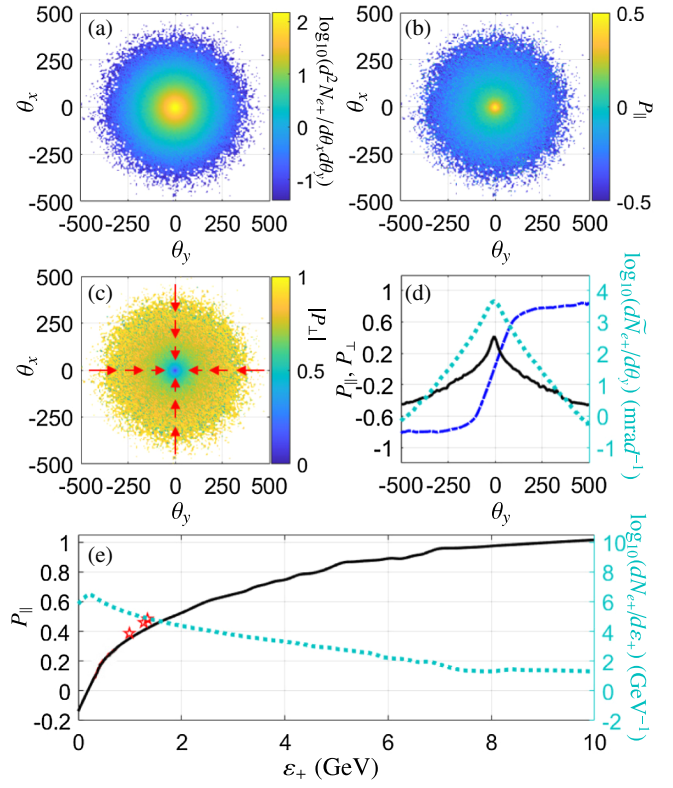 (a)
500
250
0
-250
-500
θx
-500 -250 0 250 500
θy
2
1
0
-1
log10(d²Ne+/dθxdθy)
(b)
500
250
0
-250
-500
θx
-500 -250 0 250 500
θy
0.5
0
-0.5
P∥
(c)
500
250
0
-250
-500
θx
-500 -250 0 250 500
θy
1
0.5
0
|P⊥|
(d)
1
0.6
0.2
-0.2
-0.6
-1
P∥, P⊥
-500 -250 0 250 500
θy
4
3
2
1
0
-1
log10(dÑe+/dθy) (mrad⁻¹)
(e)
1
0.8
0.6
0.4
0.2
0
-0.2
P∥
0 2 4 6 8 10
ε+ (GeV)
10
8
6
4
2
0
-2
log10(dNe+/dε+) (GeV⁻¹)